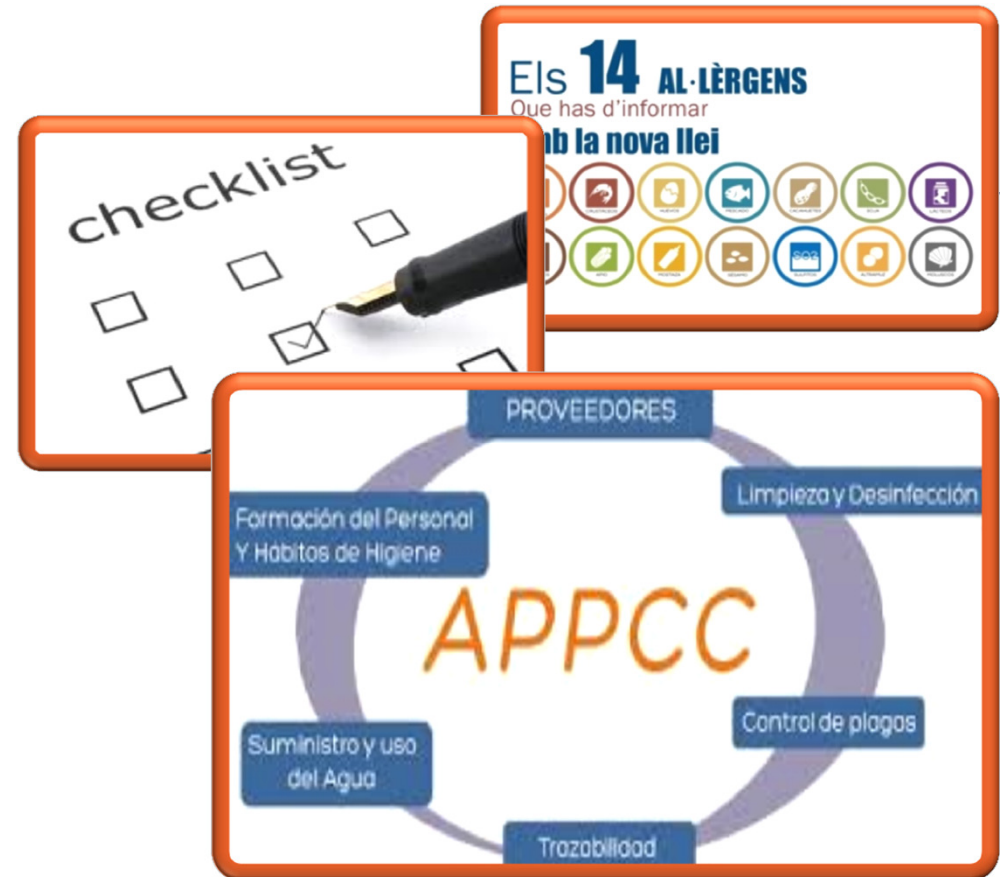 Els 14 AL·LÈRGENS
Que has d'informar
mb la nova llei
checklist
PROVEEDORES
Limpieza y Desinfección
Formación del Personal
Y Hábitos de Higiene
APPCC
Control de plagas
Suministro y uso
del Agua
Trazabilidad